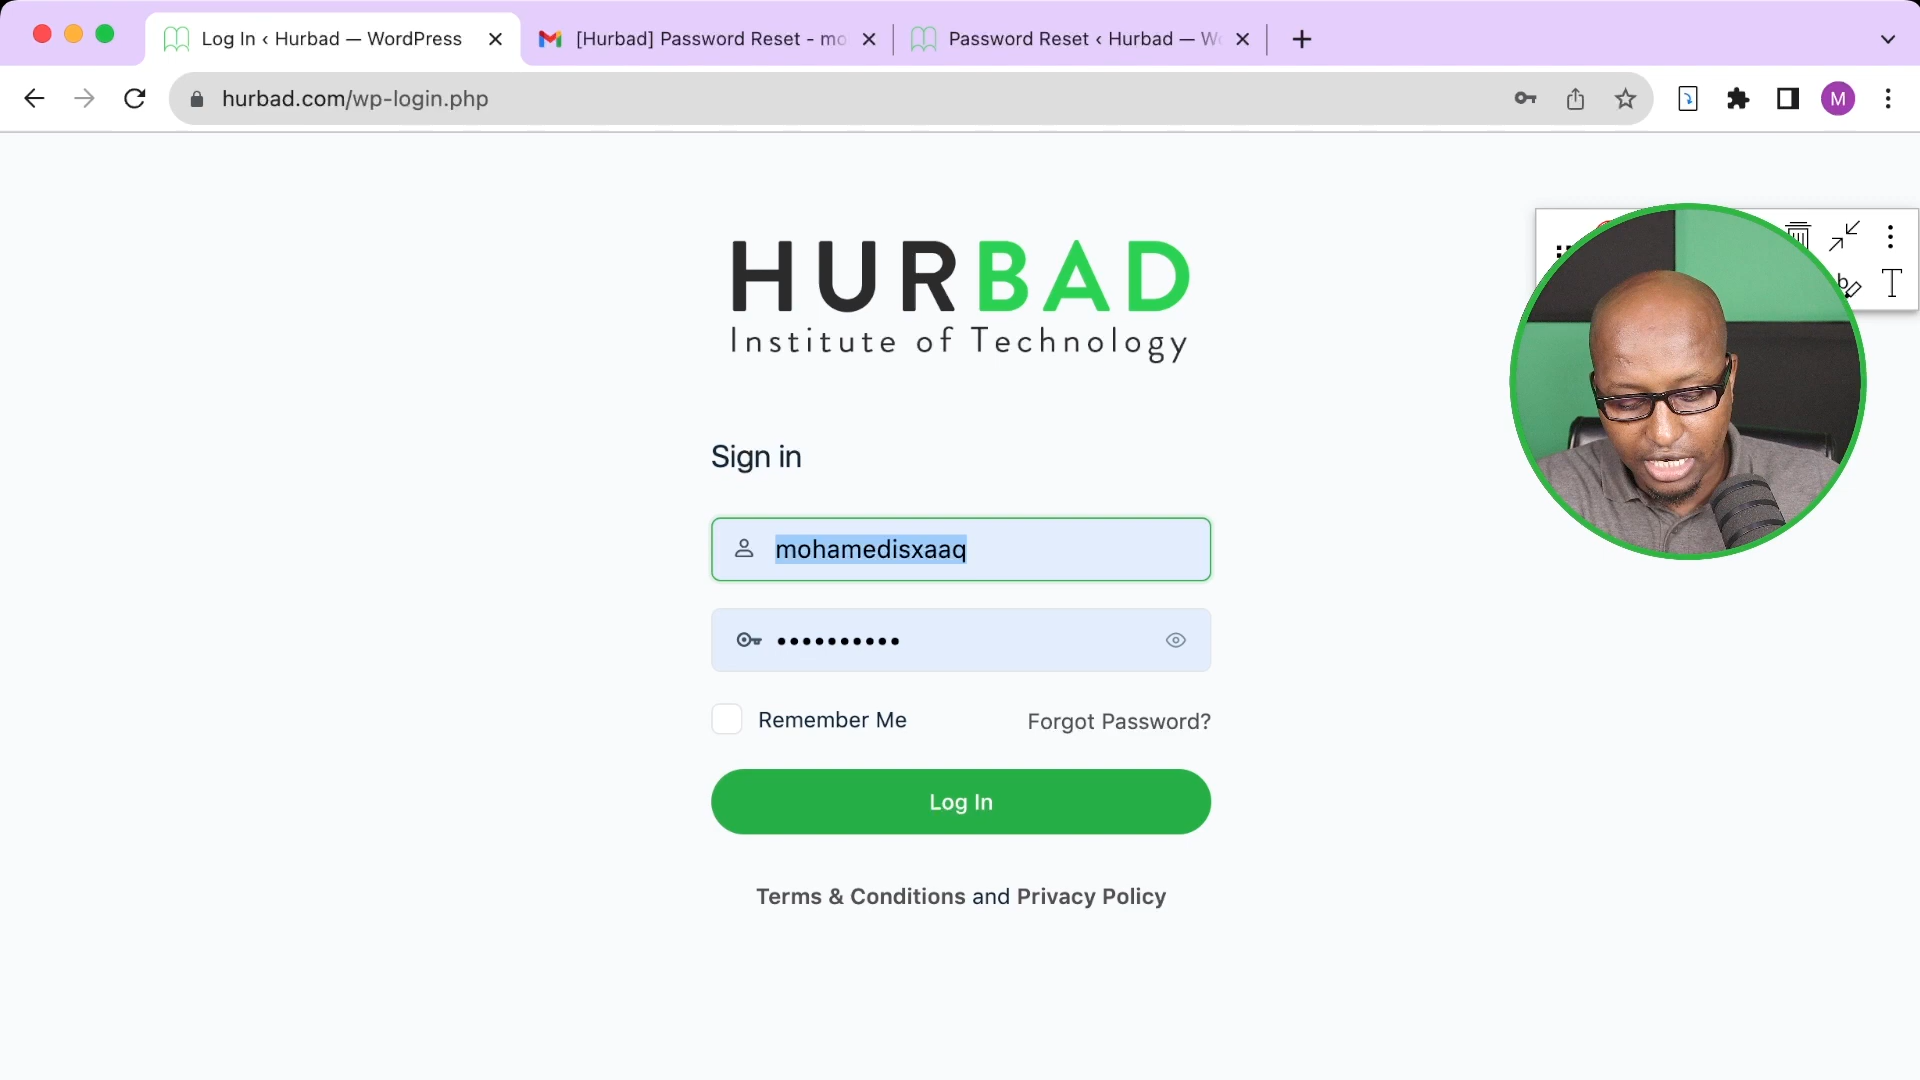 Log In ‹ Hurbad — WordPress
[Hurbad] Password Reset - mo
Password Reset ‹ Hurbad — W
hurbad.com/wp-login.php
M
HURBAD
Institute of Technology
b
T
Sign in
mohamedisxaaq
••••••••••
Remember Me
Forgot Password?
Log In
Terms & Conditions and Privacy Policy